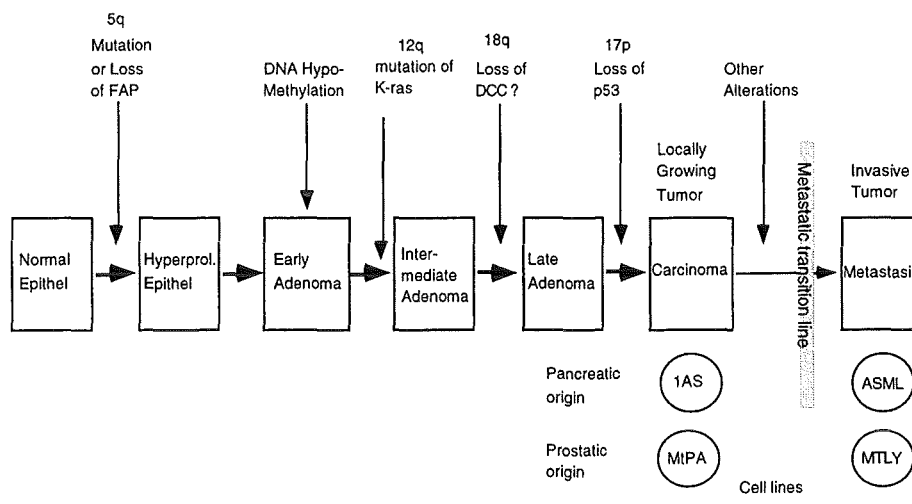 5q
Mutation
or Loss
of FAP
DNA Hypo-
Methylation
12q
mutation of
K-ras
18q
Loss of
DCC ?
17p
Loss of
p53
Other
Alterations
Locally
Growing
Tumor
Metastatic transition line
Invasive
Tumor
Normal
Epithel
Hyperprol.
Epithel
Early
Adenoma
Inter-
mediate
Adenoma
Late
Adenoma
Carcinoma
Metastasi
Pancreatic
origin
1AS
ASML
Prostatic
origin
MtPA
MTLY
Cell lines